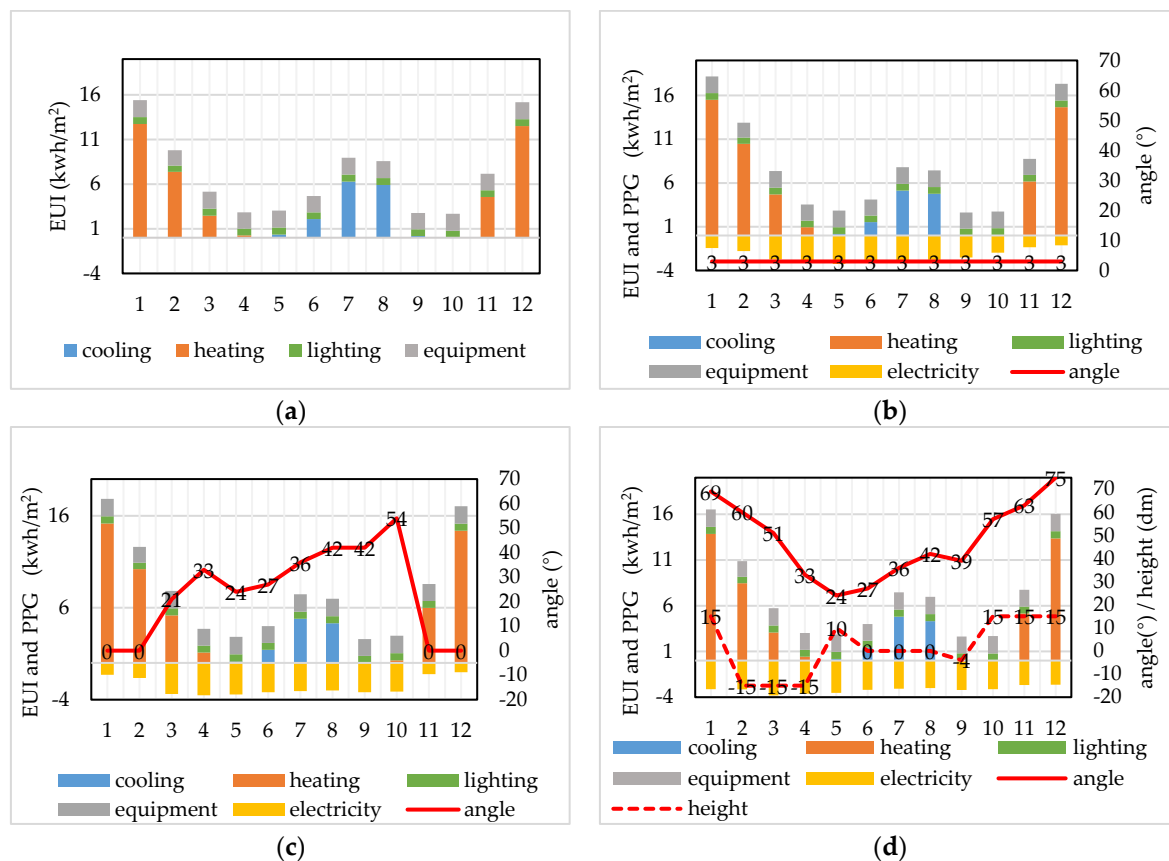 EUI (kwh/m²)
16
11
6
1
-4
1 2 3 4 5 6 7 8 9 10 11 12
cooling heating lighting equipment
(a)
EUI and PPG (kwh/m²)
16
11
6
1
-4
3 3 3 3 3 3 3 3 3 3 3 3
70
60
50
40
30
20
10
0
angle (°)
1 2 3 4 5 6 7 8 9 10 11 12
cooling heating lighting
equipment electricity angle
(b)
EUI and PPG (kwh/m²)
16
6
-4
0 0 21 33 24 27 36 42 42 54 0 0
70
60
50
40
30
20
10
0
-10
-20
angle (°)
1 2 3 4 5 6 7 8 9 10 11 12
cooling heating lighting
equipment electricity angle
(c)
EUI and PPG (kwh/m²)
16
11
6
1
-4
69 60 51 33 24 27 36 42 39 57 63 75
15 -15 -15 -15 10 0 0 0 -4 15 15 15
70
60
50
40
30
20
10
0
-10
-20
angle(°) / height (dm)
1 2 3 4 5 6 7 8 9 10 11 12
cooling heating lighting
equipment electricity angle
height
(d)